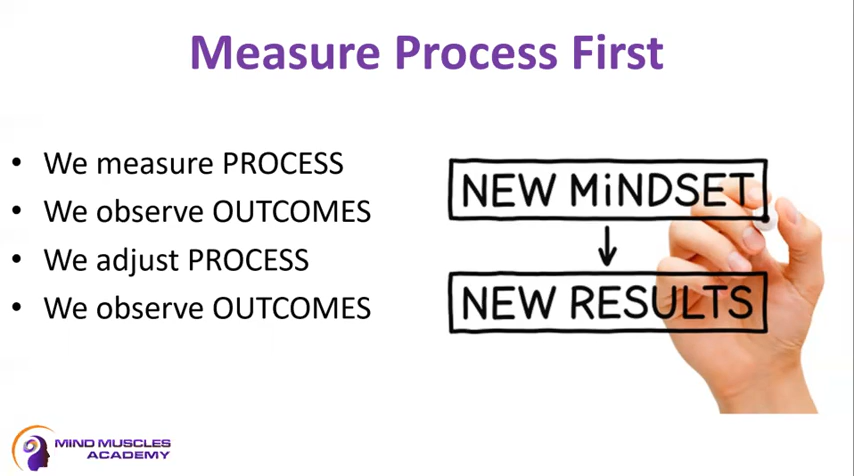 Measure Process First
• We measure PROCESS
• We observe OUTCOMES
• We adjust PROCESS
• We observe OUTCOMES
NEW MiNDSET
NEW RESULTS
MIND MUSCLES
ACADEMY